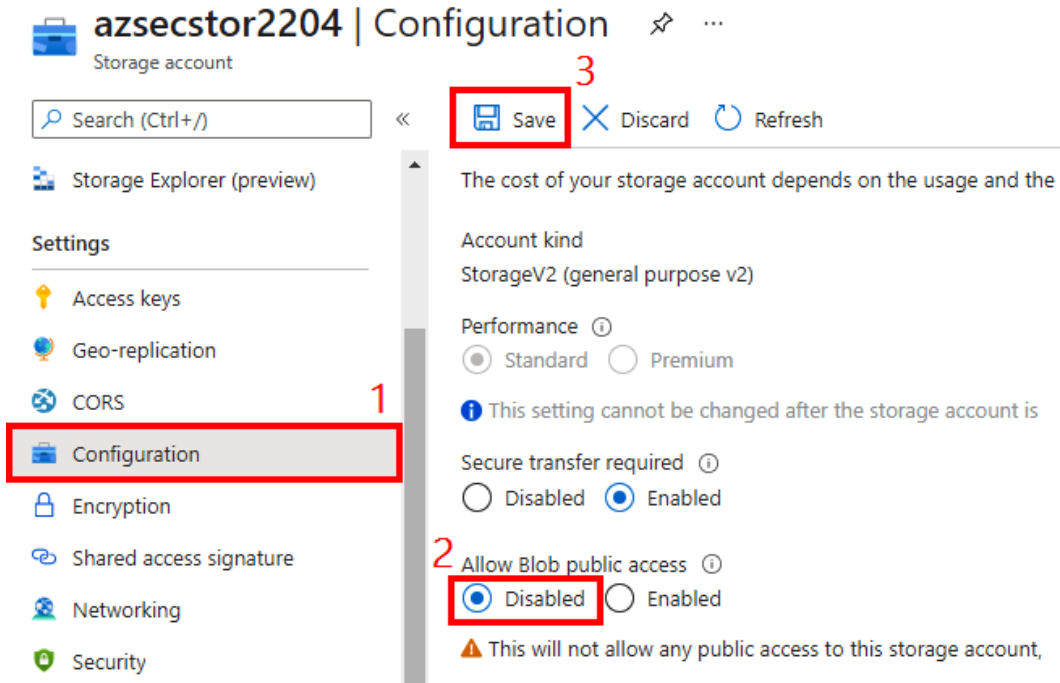 azsecstor2204 | Configuration ...
Storage account
3
Search (Ctrl+/)
«
Save Discard Refresh
Storage Explorer (preview)
Settings
Access keys
Geo-replication
CORS
1
Configuration
Encryption
Shared access signature
Networking
Security
The cost of your storage account depends on the usage and the
Account kind
StorageV2 (general purpose v2)
Performance
Standard Premium
This setting cannot be changed after the storage account is
Secure transfer required
Disabled Enabled
2
Allow Blob public access
Disabled Enabled
This will not allow any public access to this storage account,